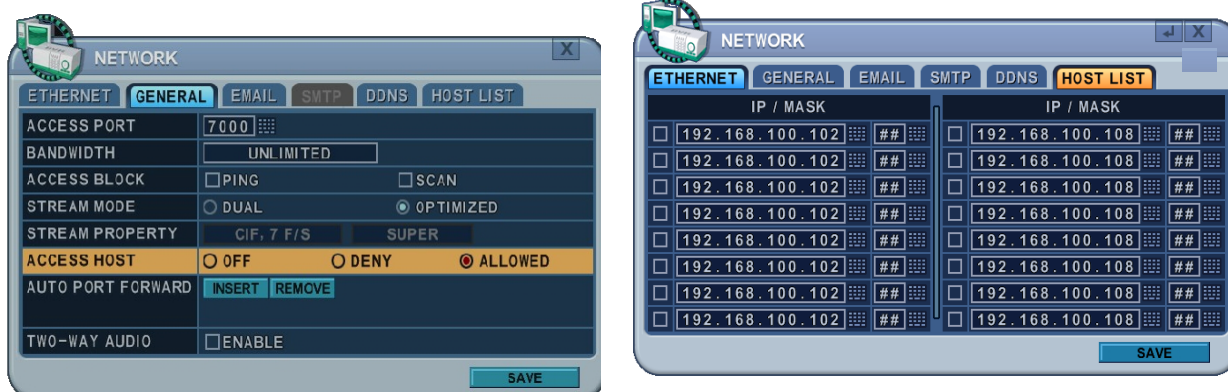 NETWORK
X
ETHERNET GENERAL EMAIL SMTP DDNS HOST LIST
ACCESS PORT 7000
BANDWIDTH UNLIMITED
ACCESS BLOCK PING SCAN
STREAM MODE DUAL OPTIMIZED
STREAM PROPERTY CIF, 7 F/S SUPER
ACCESS HOST OFF DENY ALLOWED
AUTO PORT FORWARD INSERT REMOVE
TWO-WAY AUDIO ENABLE
SAVE
NETWORK
X
ETHERNET GENERAL EMAIL SMTP DDNS HOST LIST
IP / MASK IP / MASK
192.168.100.102 ## 192.168.100.108 ##
192.168.100.102 ## 192.168.100.108 ##
192.168.100.102 ## 192.168.100.108 ##
192.168.100.102 ## 192.168.100.108 ##
192.168.100.102 ## 192.168.100.108 ##
192.168.100.102 ## 192.168.100.108 ##
192.168.100.102 ## 192.168.100.108 ##
192.168.100.102 ## 192.168.100.108 ##
SAVE